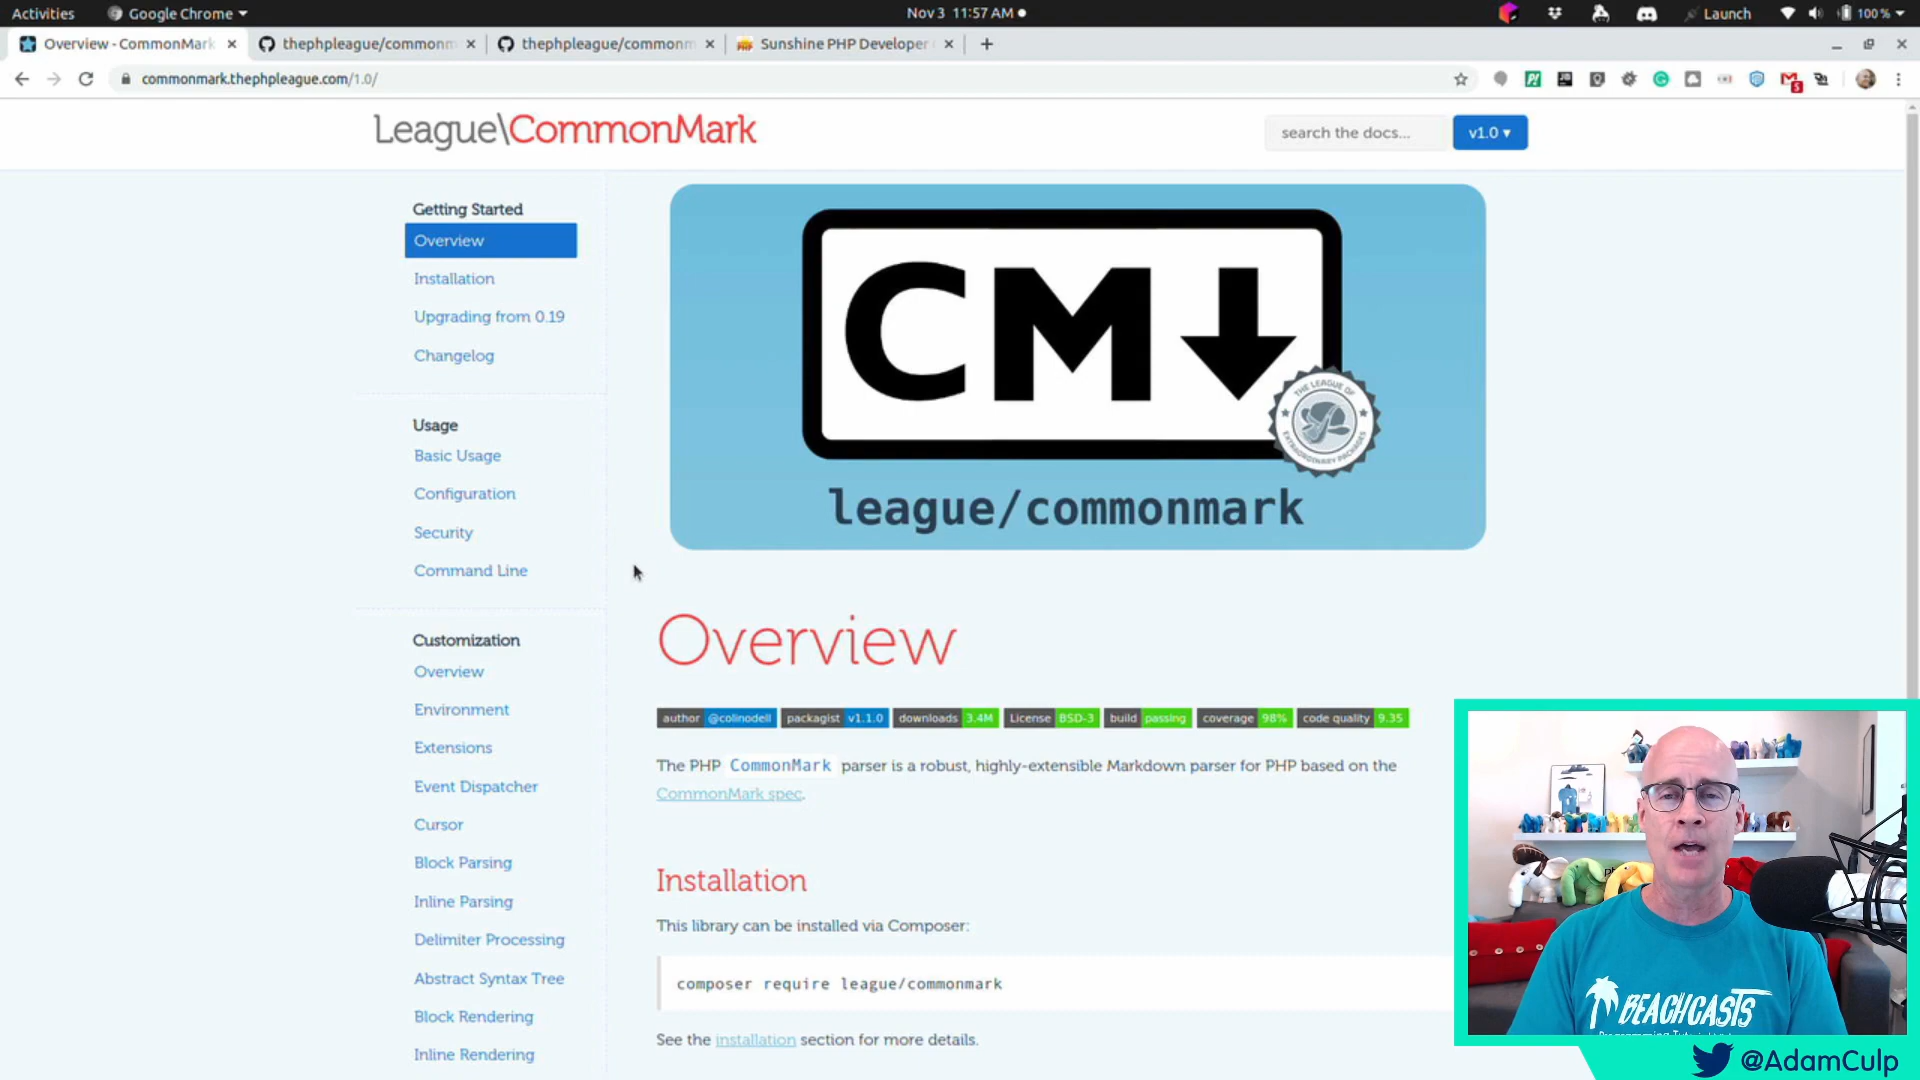 Activities
Google Chrome
Nov 3 11:57 AM
Launch
100%
Overview - CommonMark
thephpleague/commonm
thephpleague/commonm
Sunshine PHP Developer
commonmark.thephpleague.com/1.0/
5
League\CommonMark
search the docs...
v1.0 ▾
Getting Started
Overview
Installation
Upgrading from 0.19
Changelog
Usage
Basic Usage
Configuration
Security
Command Line
Customization
Overview
Environment
Extensions
Event Dispatcher
Cursor
Block Parsing
Inline Parsing
Delimiter Processing
Abstract Syntax Tree
Block Rendering
Inline Rendering
CM
THE LEAGUE OF
EXTRAORDINARY PACKAGES
league/commonmark
Overview
author @colinodell packagist v1.1.0 downloads 3.4M License BSD-3 build passing coverage 98% code quality 9.35
The PHP CommonMark parser is a robust, highly-extensible Markdown parser for PHP based on the
CommonMark spec.
Installation
This library can be installed via Composer:
composer require league/commonmark
See the installation section for more details.
BEACHCASTS
@AdamCulp